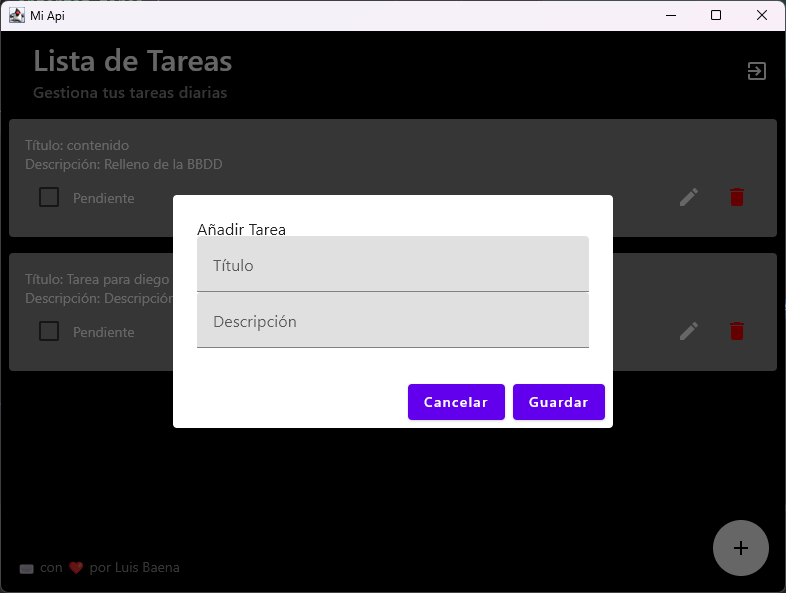 Mi Api
Lista de Tareas
Gestiona tus tareas diarias
Título: contenido
Descripción: Relleno de la BBDD
Pendiente
Título: Tarea para diego
Descripción: Descripción
Pendiente
Añadir Tarea
Título
Descripción
Cancelar Guardar
⌨️ con ❤️ por Luis Baena